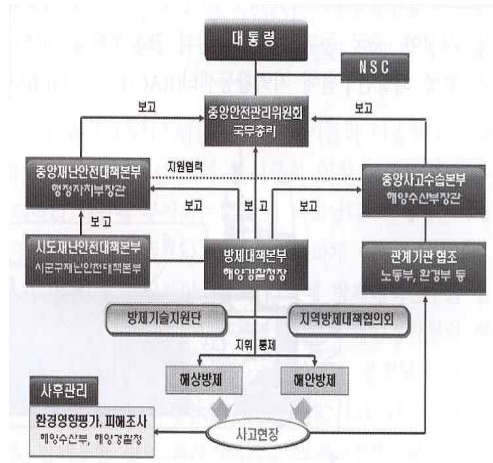 대통령
NSC
중앙안전관리위원회
국무총리
보고
보고
중앙재난안전대책본부
행정자치부장관
지원협력
중앙사고수습본부
해양수산부장관
보고
보고
보고
보고
시도재난안전대책본부
시군구재난안전대책본부
방제대책본부
해양경찰청장
관계기관 협조
노동부, 환경부 등
방제기술지원단
지역방제대책협의회
지휘 통제
해상방제
해안방제
사후관리
환경영향평가, 피해조사
해양수산부, 해양경찰청
사고현장